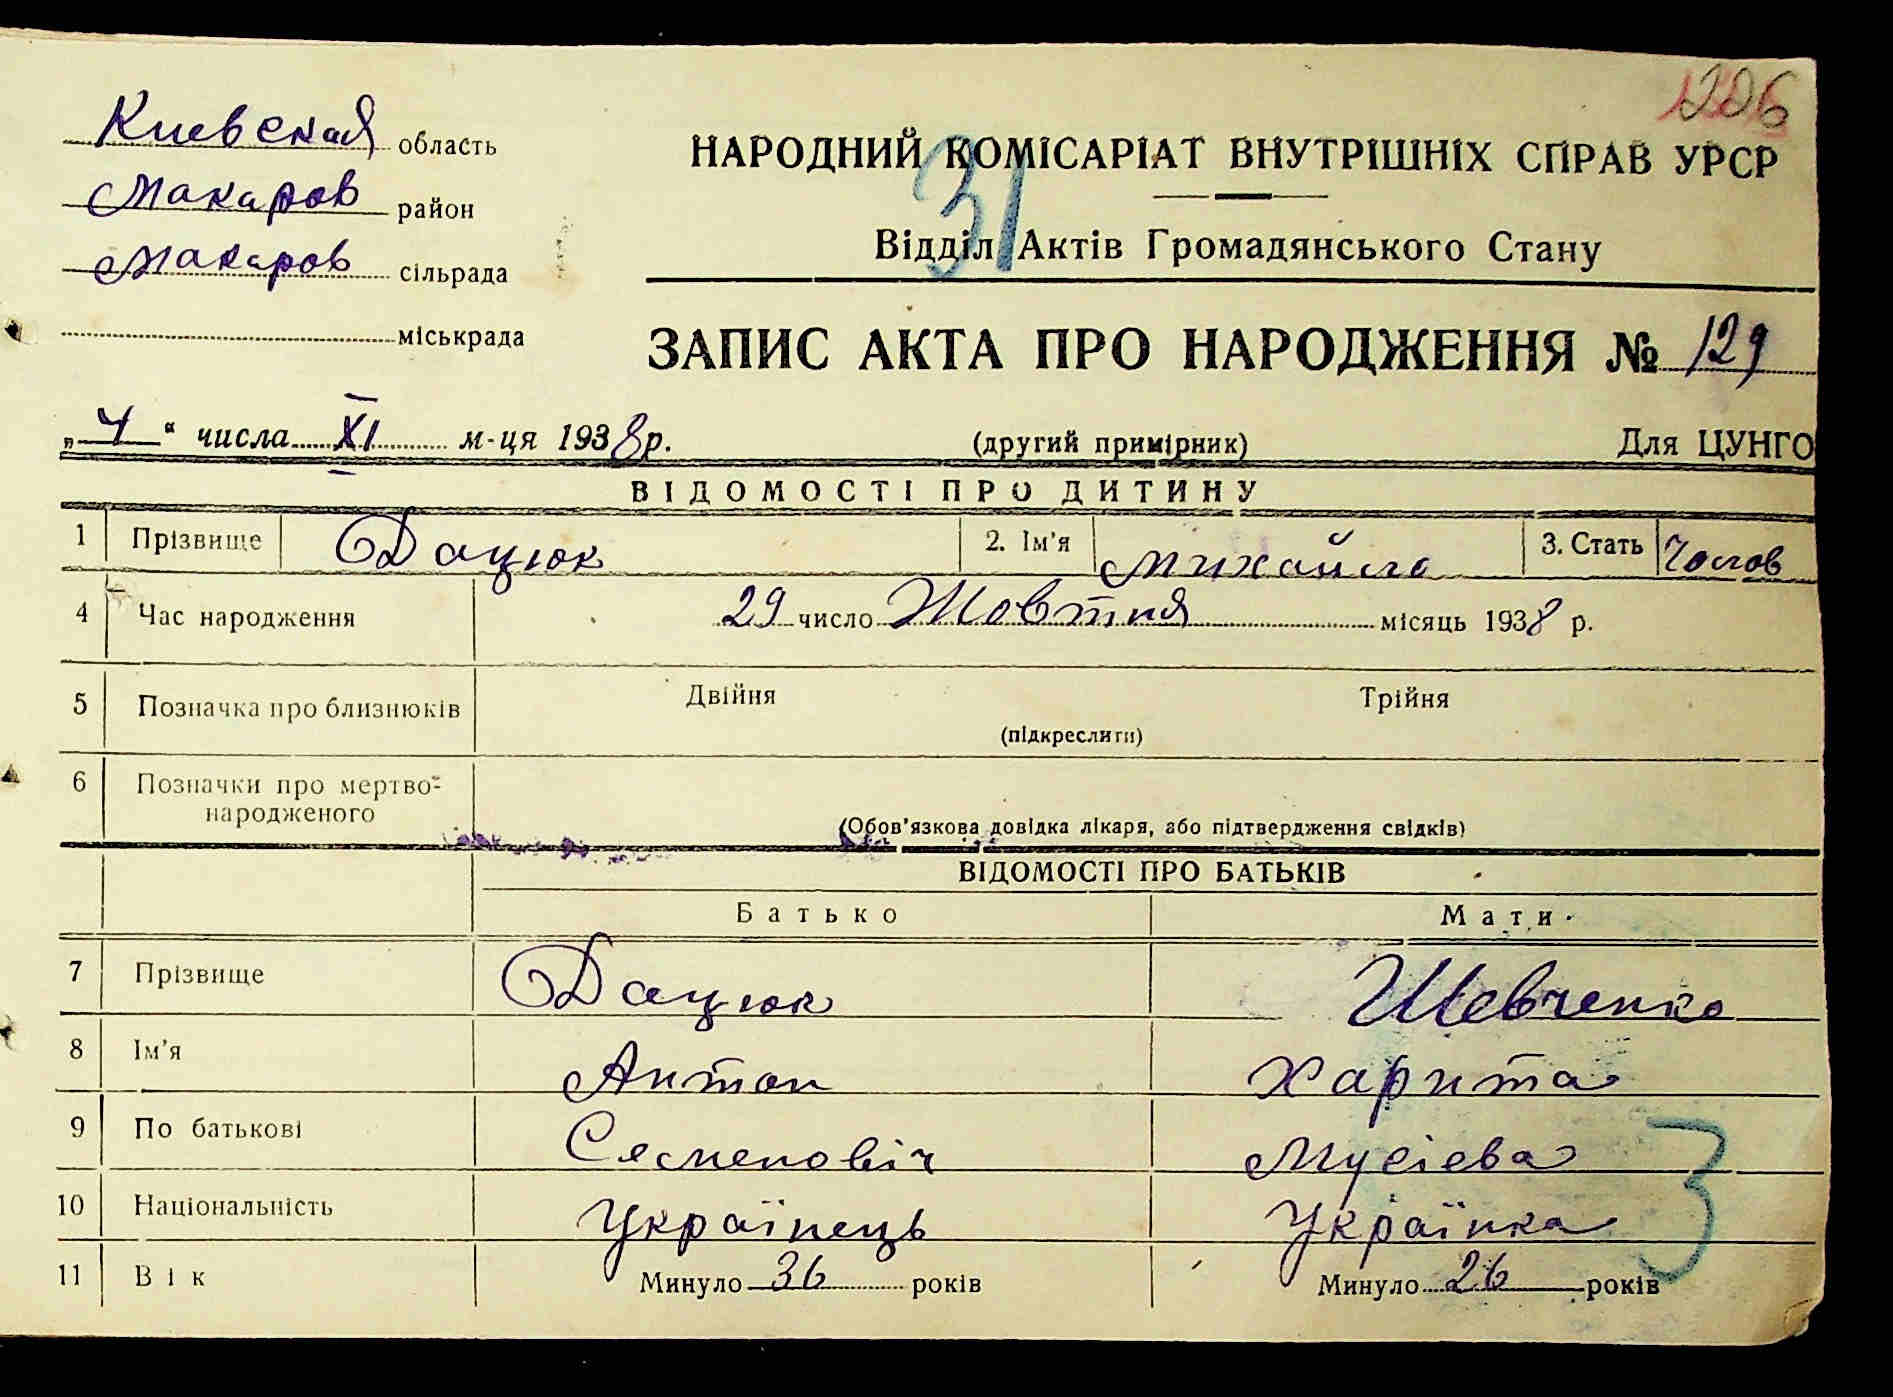 1226
Киевская область
Макаров район
Макаров сільрада
міськрада
НАРОДНИЙ КОМІСАРІАТ ВНУТРІШНІХ СПРАВ УРСР
31
Відділ Актів Громадянського Стану
ЗАПИС АКТА ПРО НАРОДЖЕННЯ № 129
„4“ числа XI м-ця 1938 р. (другий примірник) Для ЦУНГО
ВІДОМОСТІ ПРО ДИТИНУ
1 Прізвище Дацюк 2. Ім'я Михайло 3. Стать Чолов
4 Час народження 29 число Жовтня місяць 1938 р.
5 Позначка про близнюків Двійня Трійня
(підкреслити)
6 Позначки про мертво-
народженого
(Обов'язкова довідка лікаря, або підтвердження свідків)
ВІДОМОСТІ ПРО БАТЬКІВ
Батько Мати
7 Прізвище Дацюк Шевченко
8 Ім'я Антон Харита
9 По батькові Семенович Мусієва
10 Національність Українець Українка
3
11 Вік Минуло 36 років Минуло 26 років